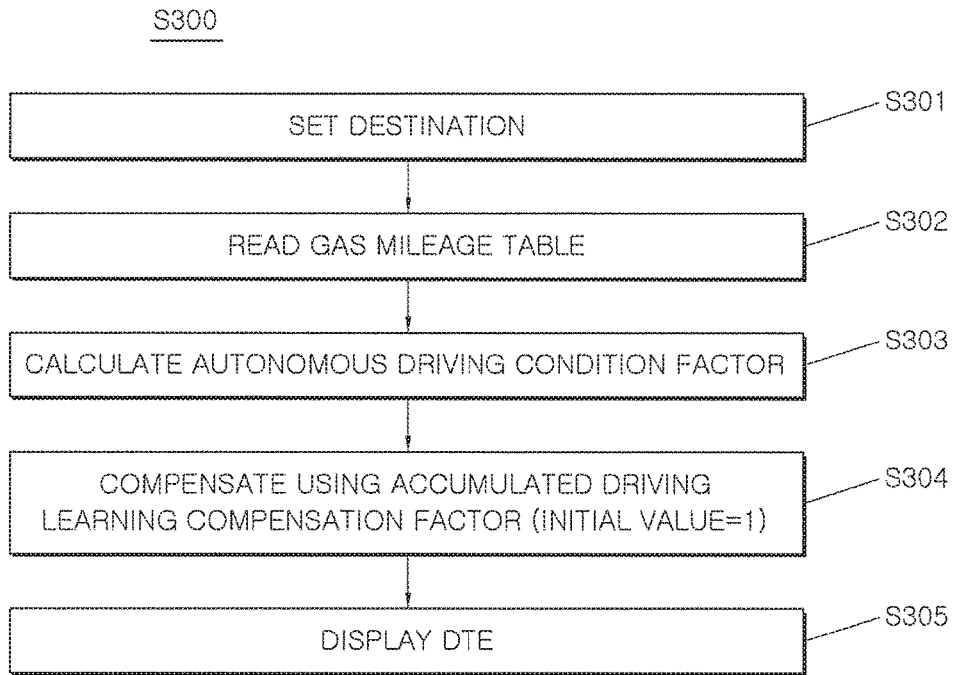 S300
SET DESTINATION
S301
READ GAS MILEAGE TABLE
S302
CALCULATE AUTONOMOUS DRIVING CONDITION FACTOR
S303
COMPENSATE USING ACCUMULATED DRIVING
LEARNING COMPENSATION FACTOR (INITIAL VALUE=1)
S304
DISPLAY DTE
S305